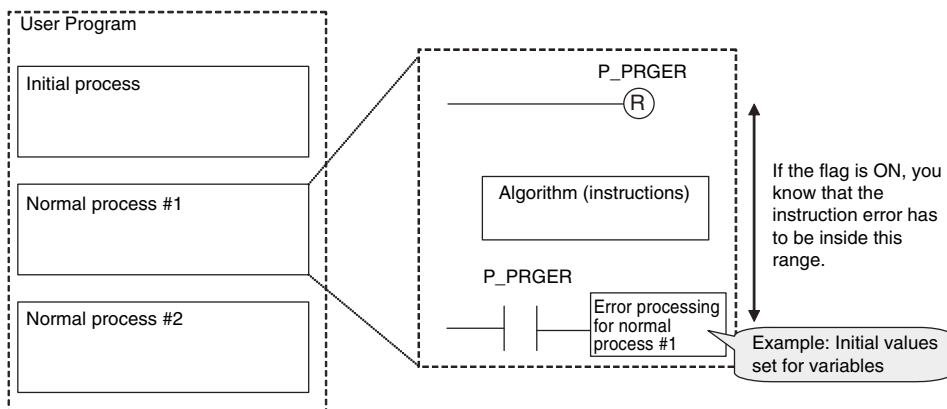 User Program
Initial process
Normal process #1
Normal process #2
P_PRGER
R
Algorithm (instructions)
P_PRGER
Error processing
for normal
process #1
If the flag is ON, you
know that the
instruction error has
to be inside this
range.
Example: Initial values
set for variables